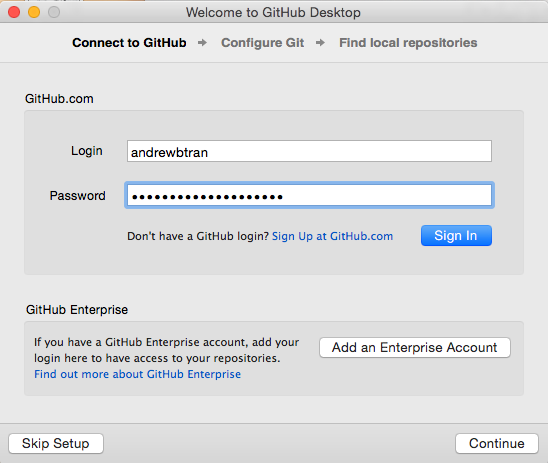 Welcome to GitHub Desktop
Connect to GitHub → Configure Git → Find local repositories
GitHub.com
Login andrewbtran
Password ••••••••••••••••••••
Don't have a GitHub login? Sign Up at GitHub.com Sign In
GitHub Enterprise
If you have a GitHub Enterprise account, add your
login here to have access to your repositories.
Find out more about GitHub Enterprise
Add an Enterprise Account
Skip Setup Continue